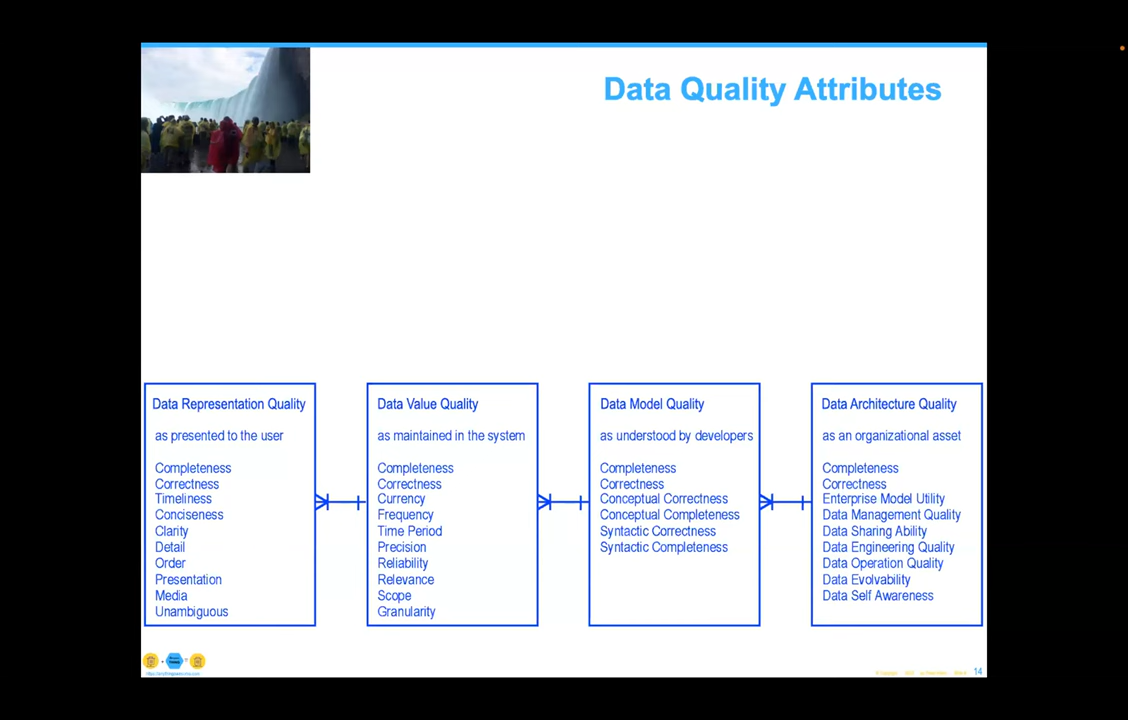 Data Quality Attributes
Data Representation Quality
as presented to the user
Completeness
Correctness
Timeliness
Conciseness
Clarity
Detail
Order
Presentation
Media
Unambiguous
Data Value Quality
as maintained in the system
Completeness
Correctness
Currency
Frequency
Time Period
Precision
Reliability
Relevance
Scope
Granularity
Data Model Quality
as understood by developers
Completeness
Correctness
Conceptual Correctness
Conceptual Completeness
Syntactic Correctness
Syntactic Completeness
Data Architecture Quality
as an organizational asset
Completeness
Correctness
Enterprise Model Utility
Data Management Quality
Data Sharing Ability
Data Engineering Quality
Data Operation Quality
Data Evolvability
Data Self Awareness
14